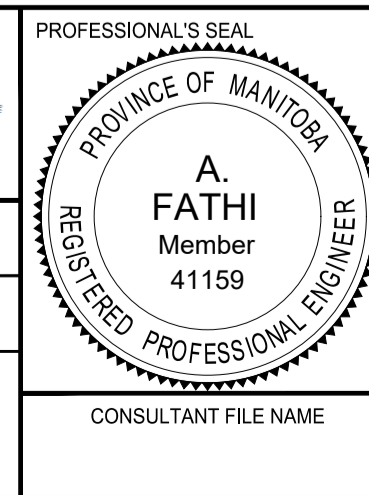 PROFESSIONAL'S SEAL
PROVINCE OF MANITOBA
A.
FATHI
Member
41159
REGISTERED PROFESSIONAL ENGINEER
CONSULTANT FILE NAME